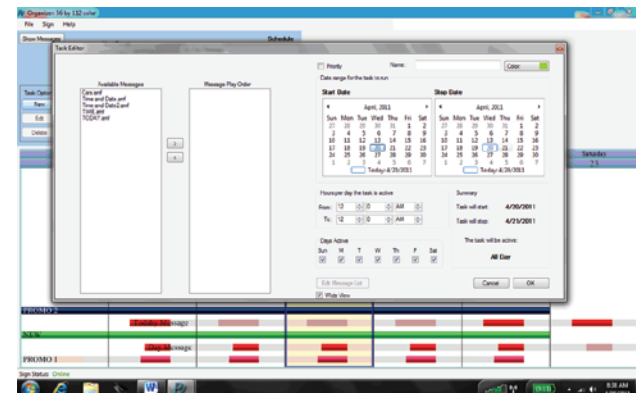 Organizer 56 by 112 color
File Sign Help
Show Messages
Schedule
Task Editor
Priority
Name:
Color
Date range for the task to run
Available Messages
Message Play Order
Cars.amf
Time and Date.amf
Time and Date2.amf
TIME.amf
TODAY.amf
>
<
Start Date
Stop Date
April, 2011
April, 2011
Sun Mon Tue Wed Thu Fri Sat
Sun Mon Tue Wed Thu Fri Sat
27 28 29 30 31 1 2
27 28 29 30 31 1 2
3 4 5 6 7 8 9
3 4 5 6 7 8 9
10 11 12 13 14 15 16
10 11 12 13 14 15 16
17 18 19 20 21 22 23
17 18 19 20 21 22 23
24 25 26 27 28 29 30
24 25 26 27 28 29 30
1 2 3 4 5 6 7
1 2 3 4 5 6 7
Today: 4/20/2011
Today: 4/20/2011
Task Option
New
Edit
Delete
Saturday
23
Hours per day the task is active
From: 12 0 AM
To: 12 0 AM
Summary
Task will start 4/20/2011
Task will stop 4/21/2011
Days Active
Sun M T W Th F Sat
The task will be active:
All Day
Edit Message List
Wide View
Cancel
OK
PROMO 2
Message
NEW
Day Message
PROMO 1
Sign Status: Online
8:38 AM